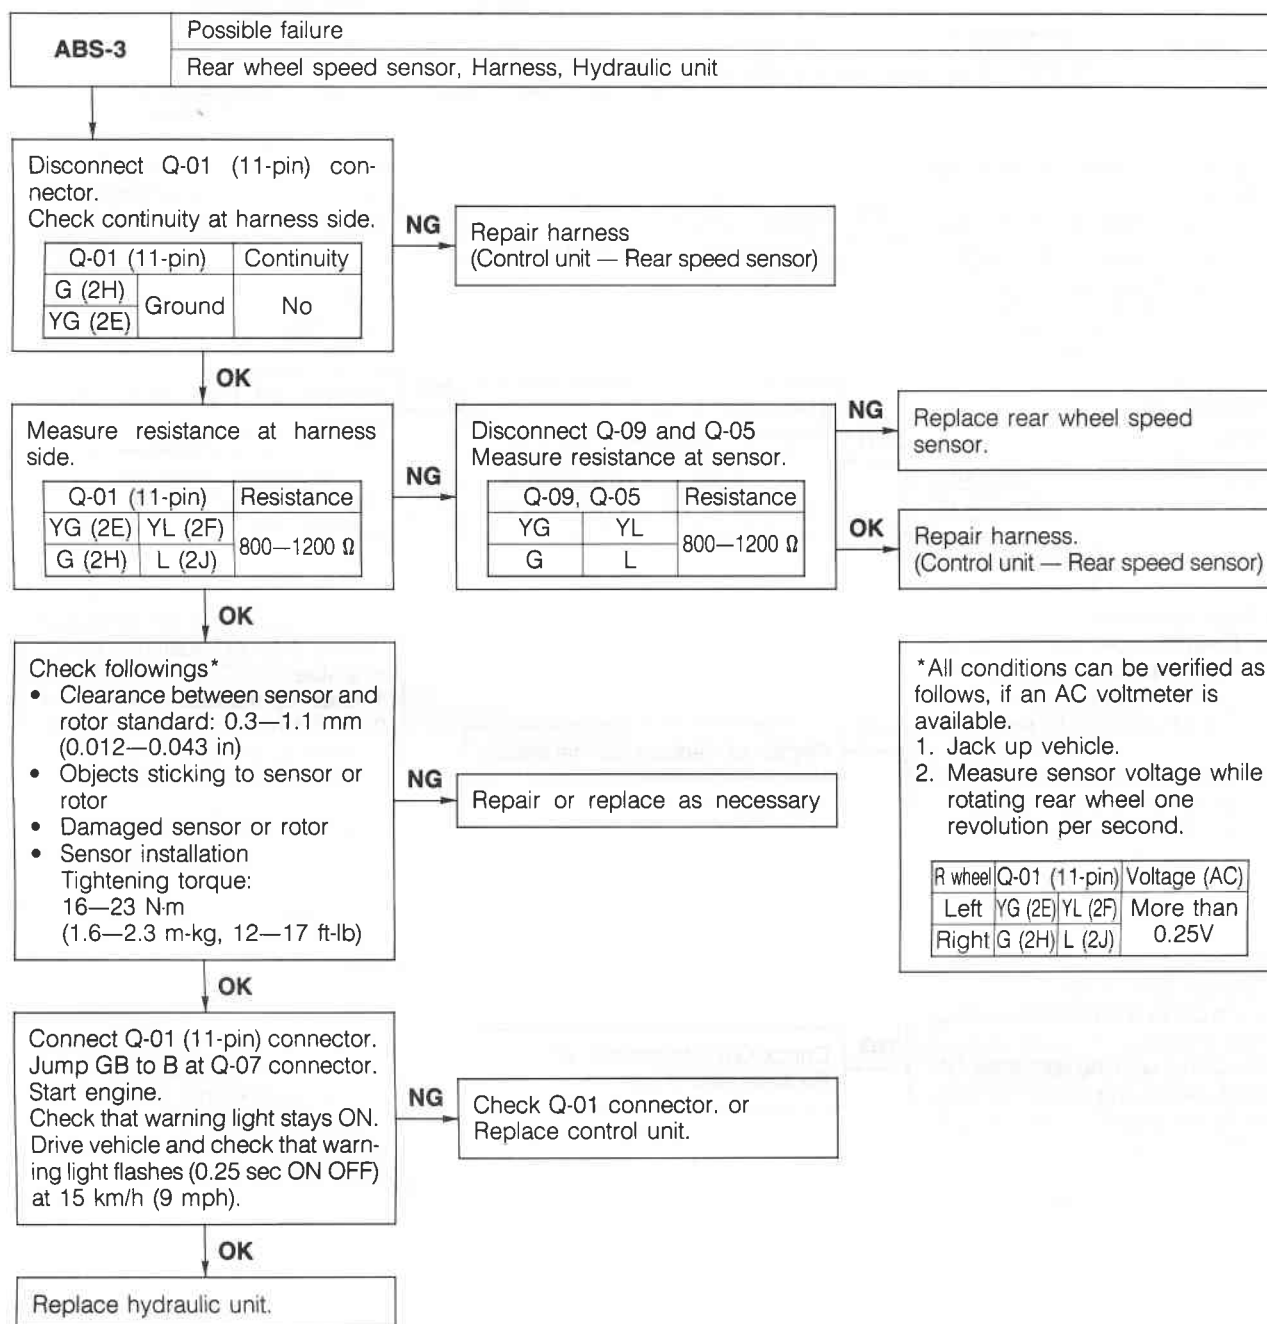 ABS-3
Possible failure
Rear wheel speed sensor, Harness, Hydraulic unit
Disconnect Q-01 (11-pin) con-
nector.
Check continuity at harness side.
Q-01 (11-pin) Continuity
G (2H) Ground No
YG (2E)
NG
Repair harness
(Control unit — Rear speed sensor)
OK
Measure resistance at harness
side.
Q-01 (11-pin) Resistance
YG (2E) YL (2F) 800—1200 Ω
G (2H) L (2J)
NG
Disconnect Q-09 and Q-05
Measure resistance at sensor.
Q-09, Q-05 Resistance
YG YL 800—1200 Ω
G L
NG
Replace rear wheel speed
sensor.
OK
Repair harness.
(Control unit — Rear speed sensor)
OK
Check followings*
• Clearance between sensor and
rotor standard: 0.3—1.1 mm
(0.012—0.043 in)
• Objects sticking to sensor or
rotor
• Damaged sensor or rotor
• Sensor installation
Tightening torque:
16—23 N·m
(1.6—2.3 m-kg, 12—17 ft-lb)
NG
Repair or replace as necessary
*All conditions can be verified as
follows, if an AC voltmeter is
available.
1. Jack up vehicle.
2. Measure sensor voltage while
rotating rear wheel one
revolution per second.
R wheel Q-01 (11-pin) Voltage (AC)
Left YG (2E) YL (2F) More than
Right G (2H) L (2J) 0.25V
OK
Connect Q-01 (11-pin) connector.
Jump GB to B at Q-07 connector.
Start engine.
Check that warning light stays ON.
Drive vehicle and check that warn-
ing light flashes (0.25 sec ON OFF)
at 15 km/h (9 mph).
NG
Check Q-01 connector. or
Replace control unit.
OK
Replace hydraulic unit.